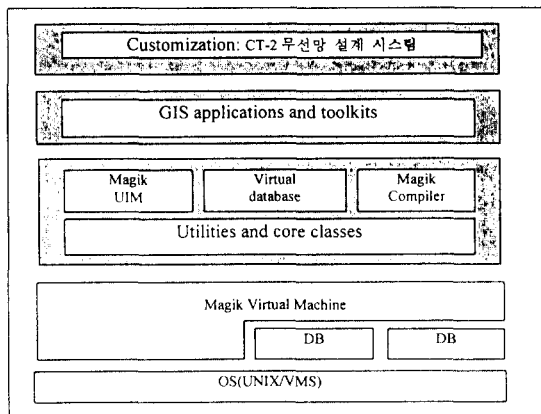 Customization: CT-2 무선망 설계 시스템
GIS applications and toolkits
Magik
UIM
Virtual
database
Magik
Compiler
Utilities and core classes
Magik Virtual Machine
DB
DB
OS(UNIX/VMS)